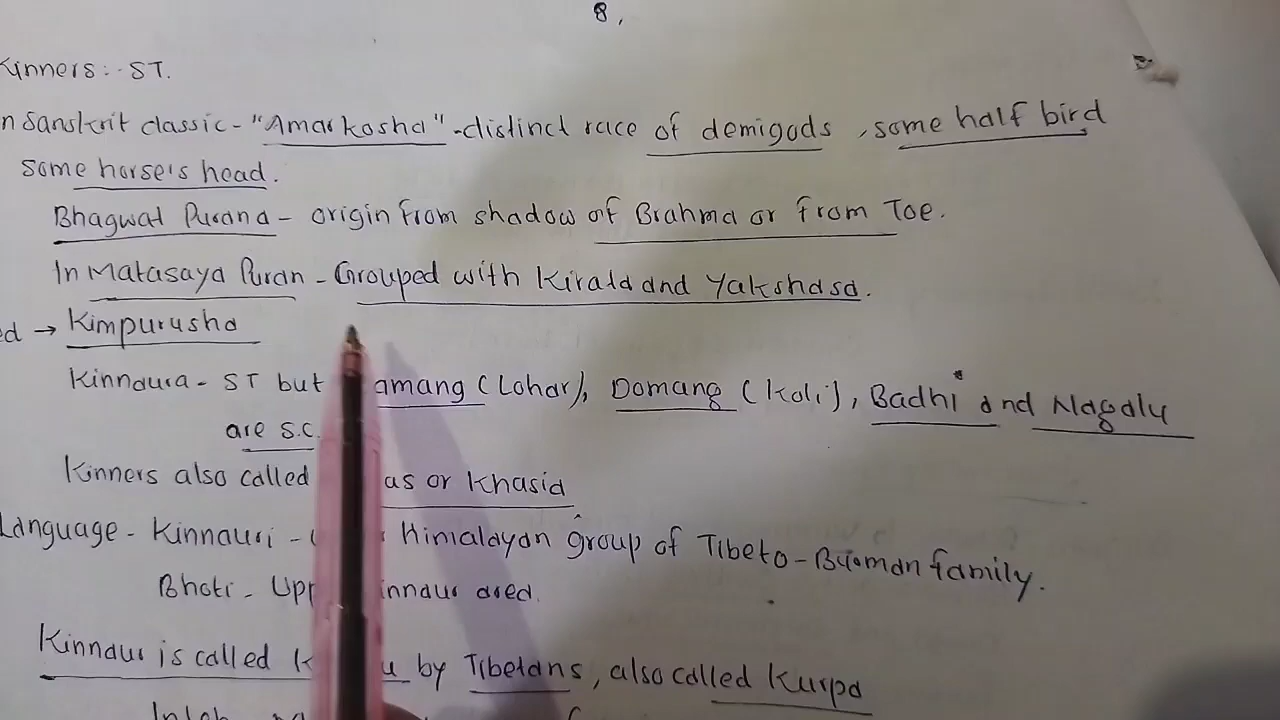 8,
Kinners:- ST.
n Sanskrit classic - "Amarkosha" - distinct race of demigods, some half bird
some horse's head.
Bhagwat Purana - origin from shadow of Brahma or from Toe.
In Matasaya Puran - Grouped with Kirata and Yakshasa.
ed → Kimpurusha
Kinnaura - ST but amang (Lohar), Domang (Koli), Badhi and Nagalu
are S.C.
Kinners also called as or Khasia
Language - Kinnauri - Himalayan group of Tibeto-Burman family.
Bhoti - Upp innaur area.
Kinnaur is called K u by Tibetans, also called Kurpa